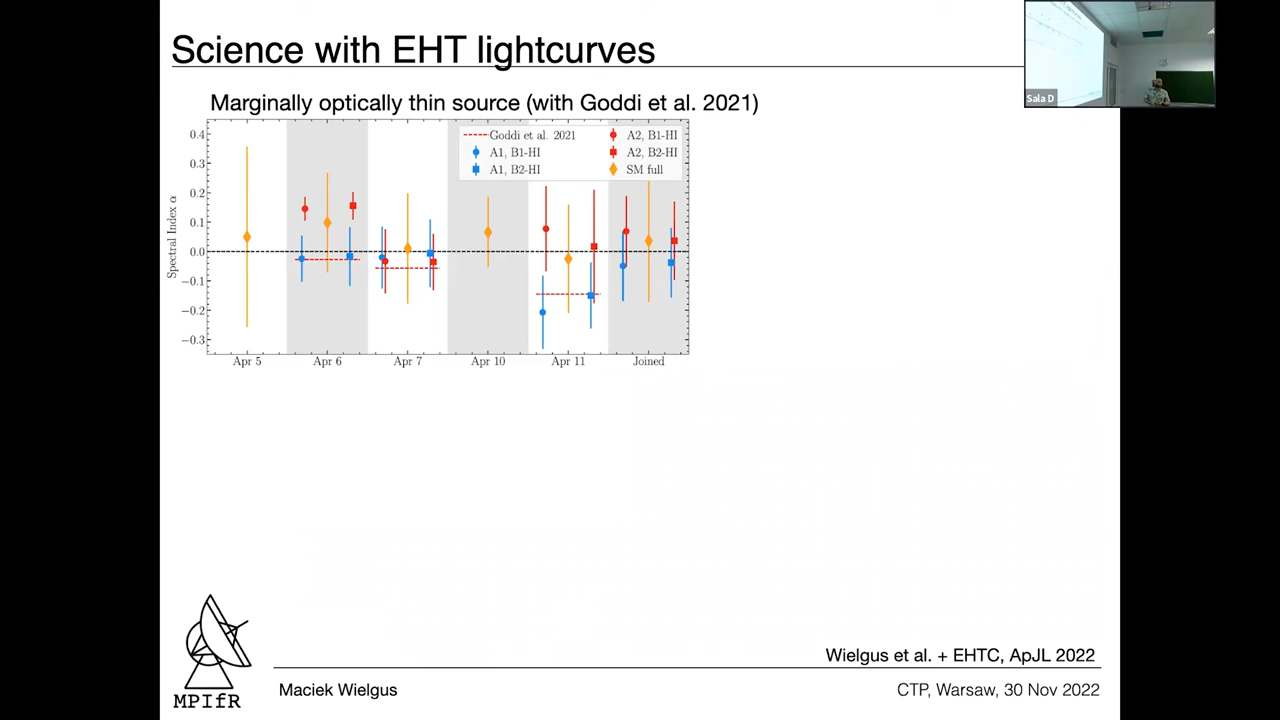 Science with EHT lightcurves
Sala D
Marginally optically thin source (with Goddi et al. 2021)
Goddi et al. 2021
A1, B1-HI
A1, B2-HI
A2, B1-HI
A2, B2-HI
SM full
Spectral Index α
0.4
0.3
0.2
0.1
0.0
−0.1
−0.2
−0.3
Apr 5 Apr 6 Apr 7 Apr 10 Apr 11 Joined
Wielgus et al. + EHTC, ApJL 2022
MPIfR
Maciek Wielgus
CTP, Warsaw, 30 Nov 2022